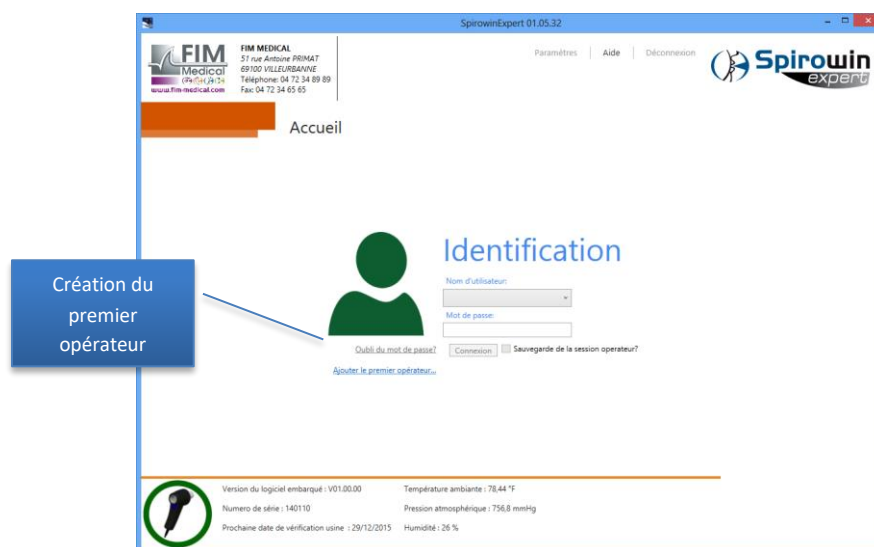 SpirowinExpert 01.05.32
FIM
Medical
www.fim-medical.com
FIM MEDICAL
51 rue Antoine PRIMAT
69100 VILLEURBANNE
Téléphone: 04 72 34 89 89
Fax: 04 72 34 65 65
Paramètres
Aide
Déconnexion
Spirowin
expert
Accueil
Création du
premier
opérateur
Identification
Nom d'utilisateur:
Mot de passe:
Oubli du mot de passe?
Connexion
Sauvegarde de la session operateur?
Ajouter le premier opérateur...
Version du logiciel embarqué : V01.00.00
Température ambiante : 78,44 °F
Numero de série : 140110
Pression atmosphérique : 756,8 mmHg
Prochaine date de vérification usine : 29/12/2015
Humidité : 26 %